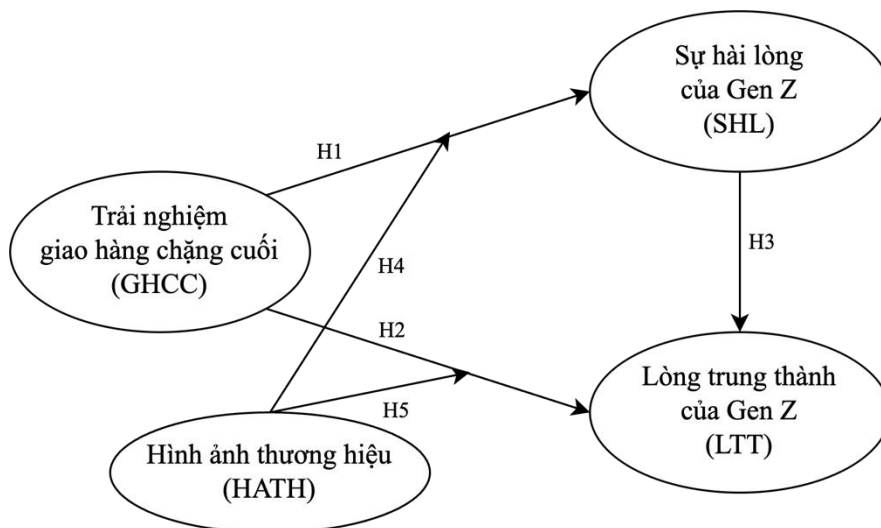 Sự hài lòng
của Gen Z
(SHL)
H1
Trải nghiệm
giao hàng chặng cuối
(GHCC)
H4
H3
H2
Lòng trung thành
của Gen Z
(LTT)
H5
Hình ảnh thương hiệu
(HATH)